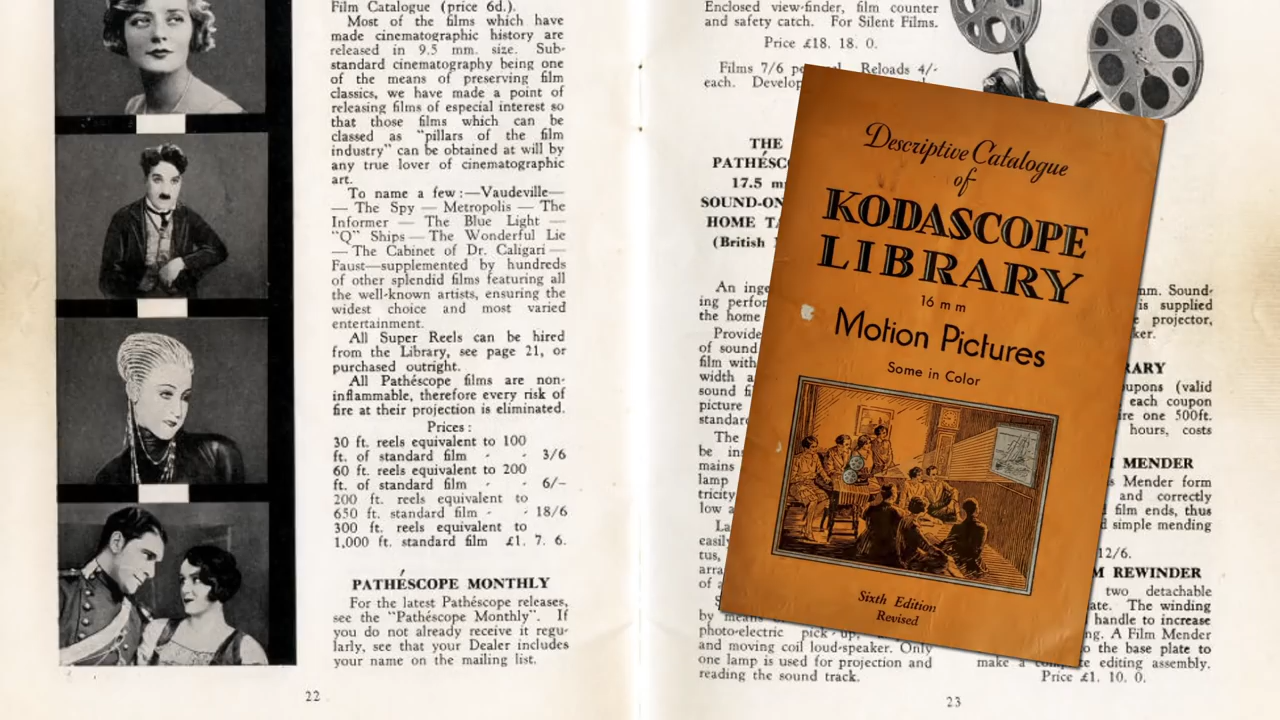 Film Catalogue (price 6d.).
Most of the films which have
made cinematographic history are
released in 9.5 mm. size. Sub-
standard cinematography being one
of the means of preserving film
classics, we have made a point of
releasing films of especial interest so
that those films which can be
classed as "pillars of the film
industry" can be obtained at will by
any true lover of cinematographic
art.
To name a few:—Vaudeville—
— The Spy — Metropolis — The
Informer — The Blue Light —
"Q" Ships — The Wonderful Lie
— The Cabinet of Dr. Caligari —
Faust—supplemented by hundreds
of other splendid films featuring all
the well-known artists, ensuring the
widest choice and most varied
entertainment.
All Super Reels can be hired
from the Library, see page 21, or
purchased outright.
All Pathéscope films are non-
inflammable, therefore every risk of
fire at their projection is eliminated.
Prices:
30 ft. reels equivalent to 100
ft. of standard film - - 3/6
60 ft. reels equivalent to 200
ft. of standard film - - 6/-
200 ft. reels equivalent to
650 ft. standard film - - 18/6
300 ft. reels equivalent to
1,000 ft. standard film £1. 7. 6.
PATHÉSCOPE MONTHLY
For the latest Pathéscope releases,
see the "Pathéscope Monthly". If
you do not already receive it regu-
larly, see that your Dealer includes
your name on the mailing list.
22
Enclosed view-finder, film counter
and safety catch. For Silent Films.
Price £18. 18. 0.
Films 7/6 Reloads 4/-
each.
THE
17.5
HOME
(British
An
ing
the home
of sound
film
width
sound
picture
The
be
mains
lamp
low
of
by means
photo-electric pick-up,
and moving coil loud-speaker. Only
one lamp is used for projection and
reading the sound track.
Descriptive Catalogue
of
KODASCOPE
LIBRARY
16 mm
Motion Pictures
Some in Color
Sixth Edition
Revised
Sound-
is supplied
projector,
(valid
each coupon
one 500ft.
hours, costs
MENDER
Mender form
and correctly
film ends, thus
simple mending
12/6.
REWINDER
two detachable
The winding
handle to increase
A Film Mender
the base plate to
make a complete editing assembly.
Price £1. 10. 0.
23